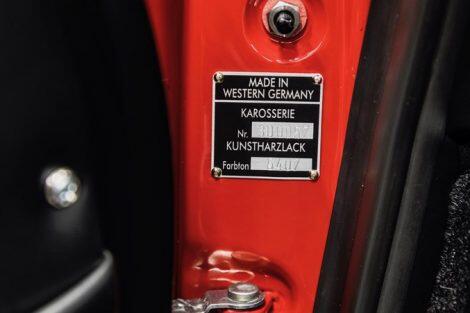 MADE IN
WESTERN GERMANY
KAROSSERIE
Nr.
KUNSTHARZLACK
Farbton